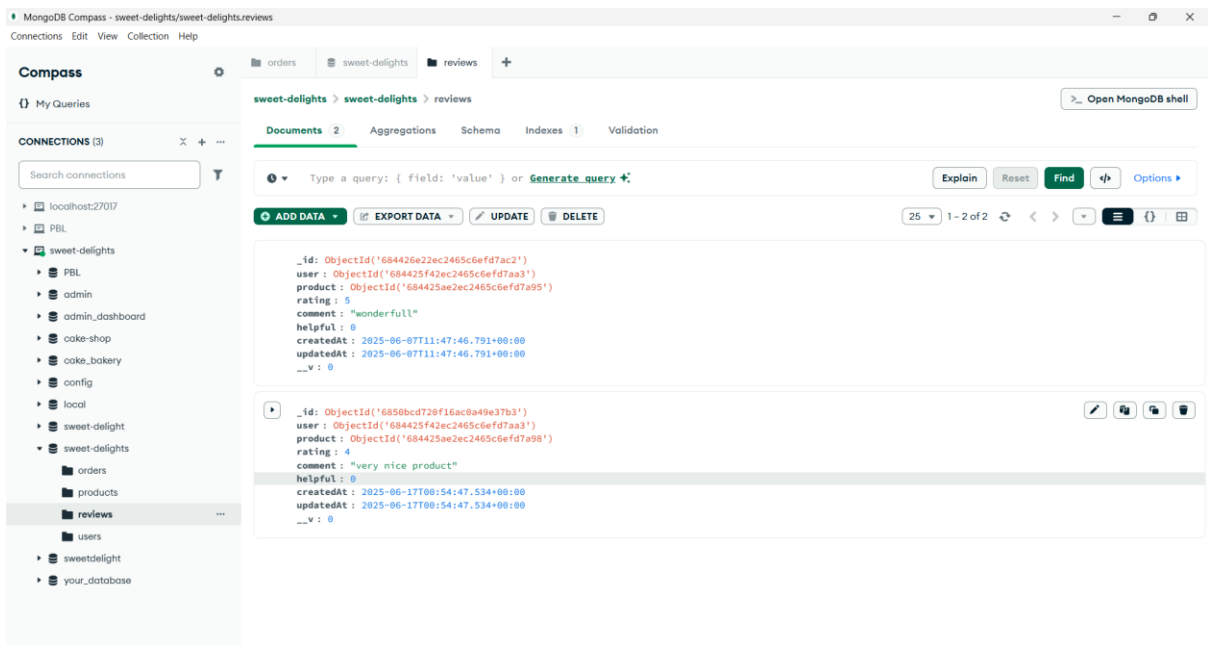 MongoDB Compass - sweet-delights/sweet-delights.reviews
Connections Edit View Collection Help
Compass
{} My Queries
CONNECTIONS (3)
Search connections
localhost:27017
PBL
sweet-delights
PBL
admin
admin_dashboard
cake-shop
cake_bakery
config
local
sweet-delight
sweet-delights
orders
products
reviews
users
sweetdelight
your_database
orders
sweet-delights
reviews
sweet-delights > sweet-delights > reviews
>_ Open MongoDB shell
Documents 2 Aggregations Schema Indexes 1 Validation
Type a query: { field: 'value' } or Generate query
Explain Reset Find </> Options
ADD DATA EXPORT DATA UPDATE DELETE
25 1 – 2 of 2 {}
_id: ObjectId('684426e22ec2465c6efd7ac2')
user : ObjectId('684425f42ec2465c6efd7aa3')
product : ObjectId('684425ae2ec2465c6efd7a95')
rating : 5
comment : "wonderfull"
helpful : 0
createdAt : 2025-06-07T11:47:46.791+00:00
updatedAt : 2025-06-07T11:47:46.791+00:00
__v : 0
_id: ObjectId('6850bcd720f16ac0a49e37b3')
user : ObjectId('684425f42ec2465c6efd7aa3')
product : ObjectId('684425ae2ec2465c6efd7a98')
rating : 4
comment : "very nice product"
helpful : 0
createdAt : 2025-06-17T00:54:47.534+00:00
updatedAt : 2025-06-17T00:54:47.534+00:00
__v : 0